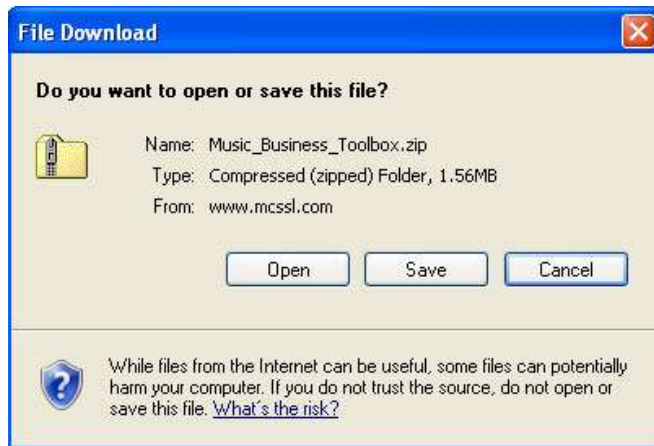 File Download
Do you want to open or save this file?
Name: Music_Business_Toolbox.zip
Type: Compressed (zipped) Folder, 1.56MB
From: www.mcssl.com
Open Save Cancel
While files from the Internet can be useful, some files can potentially
harm your computer. If you do not trust the source, do not open or
save this file. What's the risk?